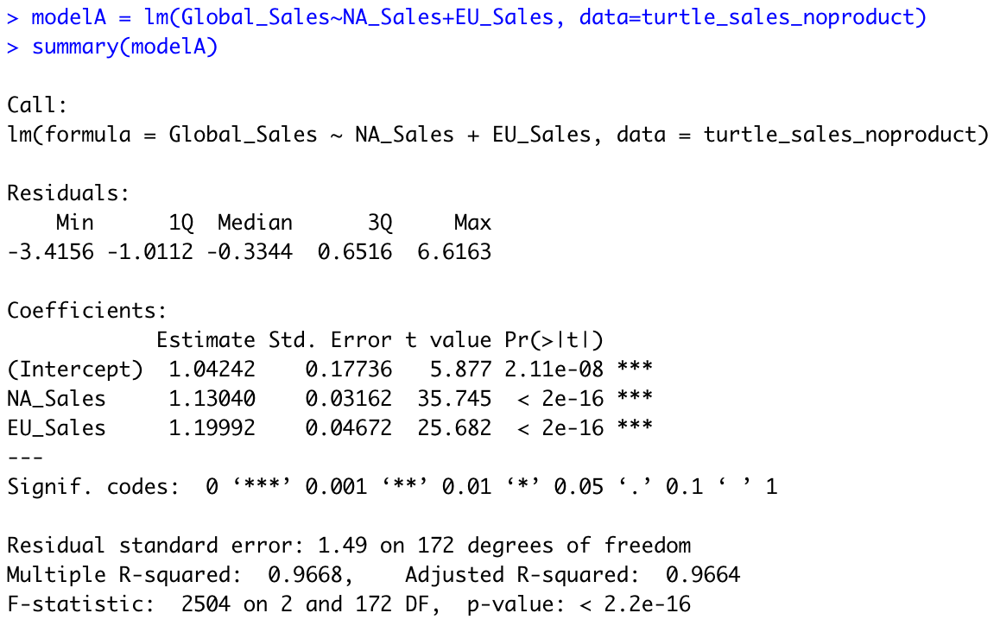 > modelA = lm(Global_Sales~NA_Sales+EU_Sales, data=turtle_sales_noproduct)
> summary(modelA)
Call:
lm(formula = Global_Sales ~ NA_Sales + EU_Sales, data = turtle_sales_noproduct)
Residuals:
    Min      1Q  Median      3Q     Max
-3.4156 -1.0112 -0.3344  0.6516  6.6163
Coefficients:
            Estimate Std. Error t value Pr(>|t|)
(Intercept)  1.04242    0.17736   5.877 2.11e-08 ***
NA_Sales     1.13040    0.03162  35.745  < 2e-16 ***
EU_Sales     1.19992    0.04672  25.682  < 2e-16 ***
---
Signif. codes:  0 ‘***’ 0.001 ‘**’ 0.01 ‘*’ 0.05 ‘.’ 0.1 ‘ ’ 1
Residual standard error: 1.49 on 172 degrees of freedom
Multiple R-squared:  0.9668,	Adjusted R-squared:  0.9664
F-statistic:  2504 on 2 and 172 DF,  p-value: < 2.2e-16